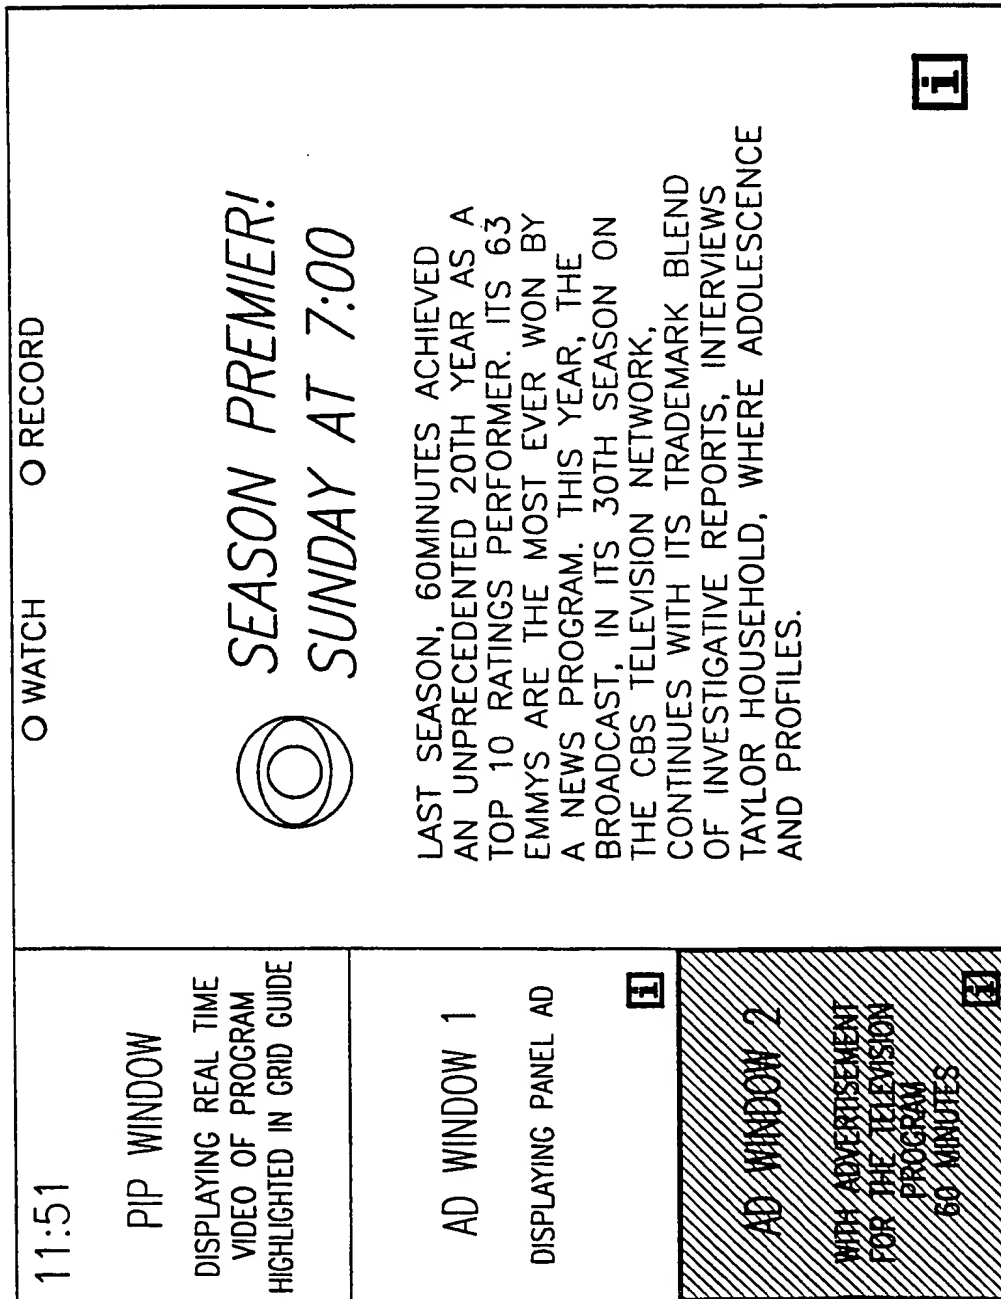 11:51
PIP WINDOW
DISPLAYING REAL TIME
VIDEO OF PROGRAM
HIGHLIGHTED IN GRID GUIDE
AD WINDOW 1
DISPLAYING PANEL AD
i
AD WINDOW 2
WITH ADVERTISEMENT
FOR THE TELEVISION
PROGRAM
60 MINUTES
i
O WATCH
O RECORD
SEASON PREMIER!
SUNDAY AT 7:00
LAST SEASON, 60MINUTES ACHIEVED
AN UNPRECEDENTED 20TH YEAR AS A
TOP 10 RATINGS PERFORMER. ITS 63
EMMYS ARE THE MOST EVER WON BY
A NEWS PROGRAM. THIS YEAR, THE
BROADCAST, IN ITS 30TH SEASON ON
THE CBS TELEVISION NETWORK,
CONTINUES WITH ITS TRADEMARK BLEND
OF INVESTIGATIVE REPORTS, INTERVIEWS
TAYLOR HOUSEHOLD, WHERE ADOLESCENCE
AND PROFILES.
i